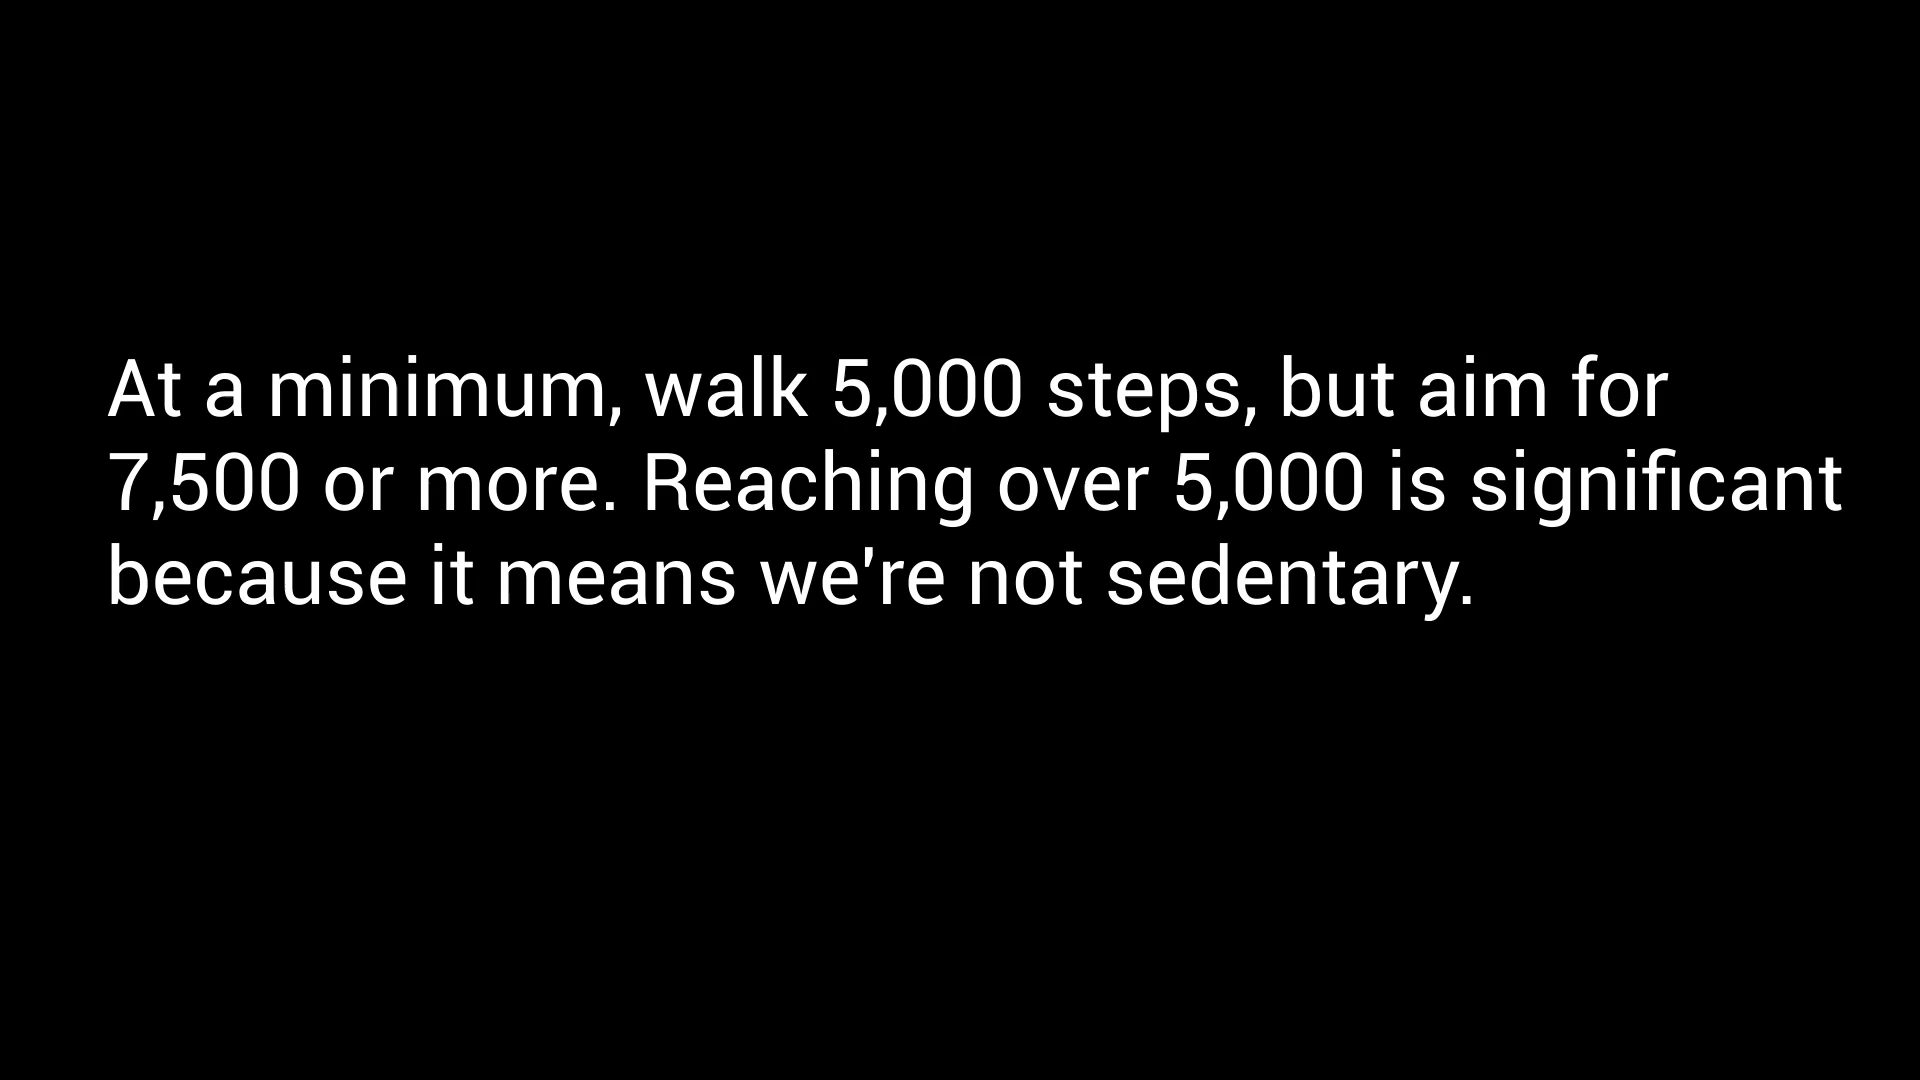 At a minimum, walk 5,000 steps, but aim for
7,500 or more. Reaching over 5,000 is significant
because it means we're not sedentary.